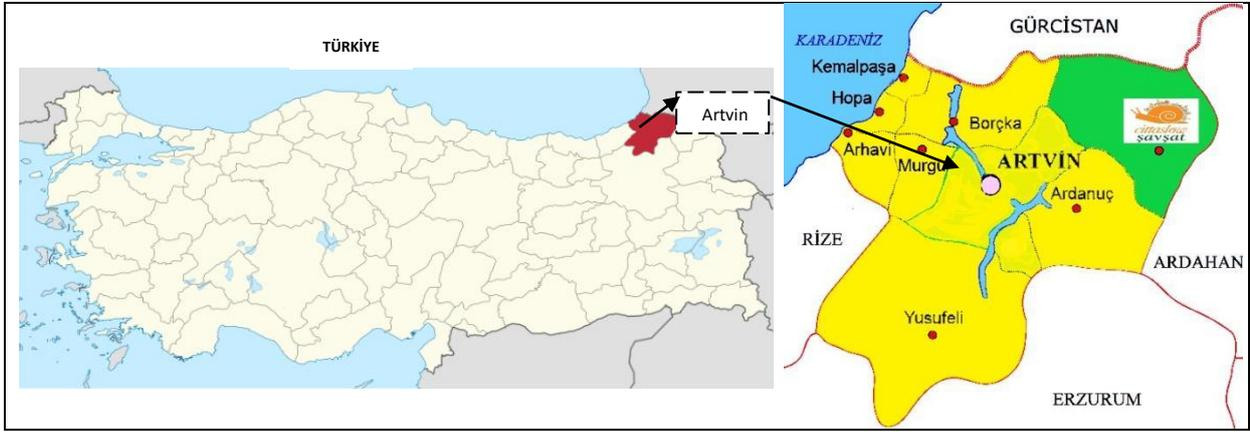 TÜRKİYE
Artvin
GÜRCİSTAN
KARADENİZ
Kemalpaşa
Hopa
Borçka
Arhavi
Murgu
ARTVİN
cittaslow
şavşat
Ardanuç
RİZE
ARDAHAN
Yusufeli
ERZURUM